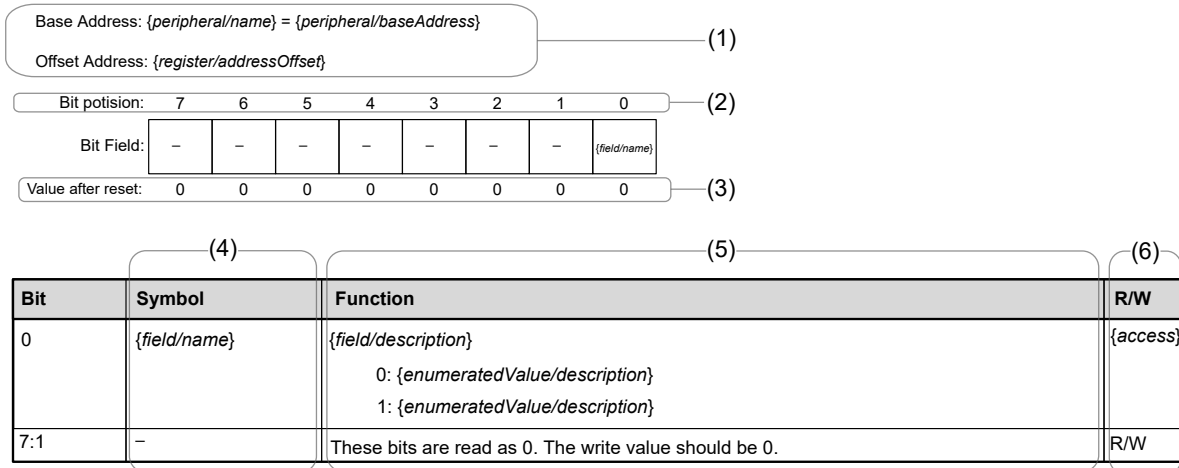 Base Address: {peripheral/name} = {peripheral/baseAddress}
Offset Address: {register/addressOffset}
(1)
Bit potision: 7 6 5 4 3 2 1 0 (2)
Bit Field: – – – – – – – {field/name}
Value after reset: 0 0 0 0 0 0 0 0 (3)
(4) (5) (6)
Bit Symbol Function R/W
0 {field/name} {field/description} {access}
0: {enumeratedValue/description}
1: {enumeratedValue/description}
7:1 – These bits are read as 0. The write value should be 0. R/W